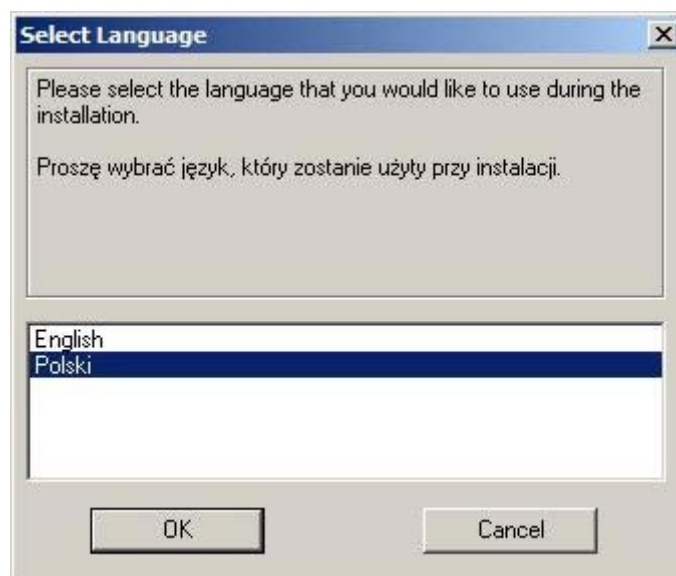 Select Language
Please select the language that you would like to use during the
installation.
Proszę wybrać język, który zostanie użyty przy instalacji.
English
Polski
OK
Cancel